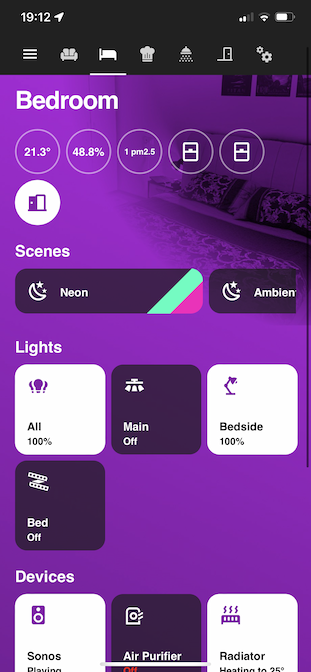 19:12
Bedroom
21.3°
48.8%
1 pm2.5
Scenes
Neon
Ambien
Lights
All
100%
Main
Off
Bedside
100%
Bed
Off
Devices
Sonos
Playing
Air Purifier
Off
Radiator
Heating to 25°